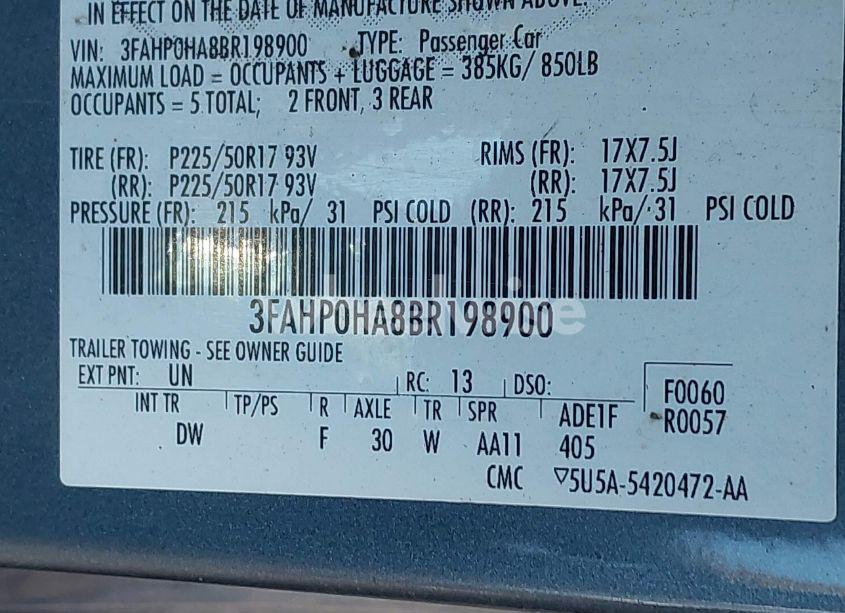 IN EFFECT ON THE DATE OF MANUFACTURE SHOWN ABOVE.
VIN: 3FAHP0HA8BR198900 TYPE: Passenger Car
MAXIMUM LOAD = OCCUPANTS + LUGGAGE = 385KG/ 850LB
OCCUPANTS = 5 TOTAL; 2 FRONT, 3 REAR
TIRE (FR): P225/50R17 93V RIMS (FR): 17X7.5J
(RR): P225/50R17 93V (RR): 17X7.5J
PRESSURE (FR): 215 kPa/ 31 PSI COLD (RR): 215 kPa/ 31 PSI COLD
3FAHP0HA8BR198900
TRAILER TOWING - SEE OWNER GUIDE
EXT PNT: UN RC: 13 DSO: F0060
INT TR TP/PS R AXLE TR SPR ADE1F R0057
DW F 30 W AA11 405
CMC ▽5U5A-5420472-AA